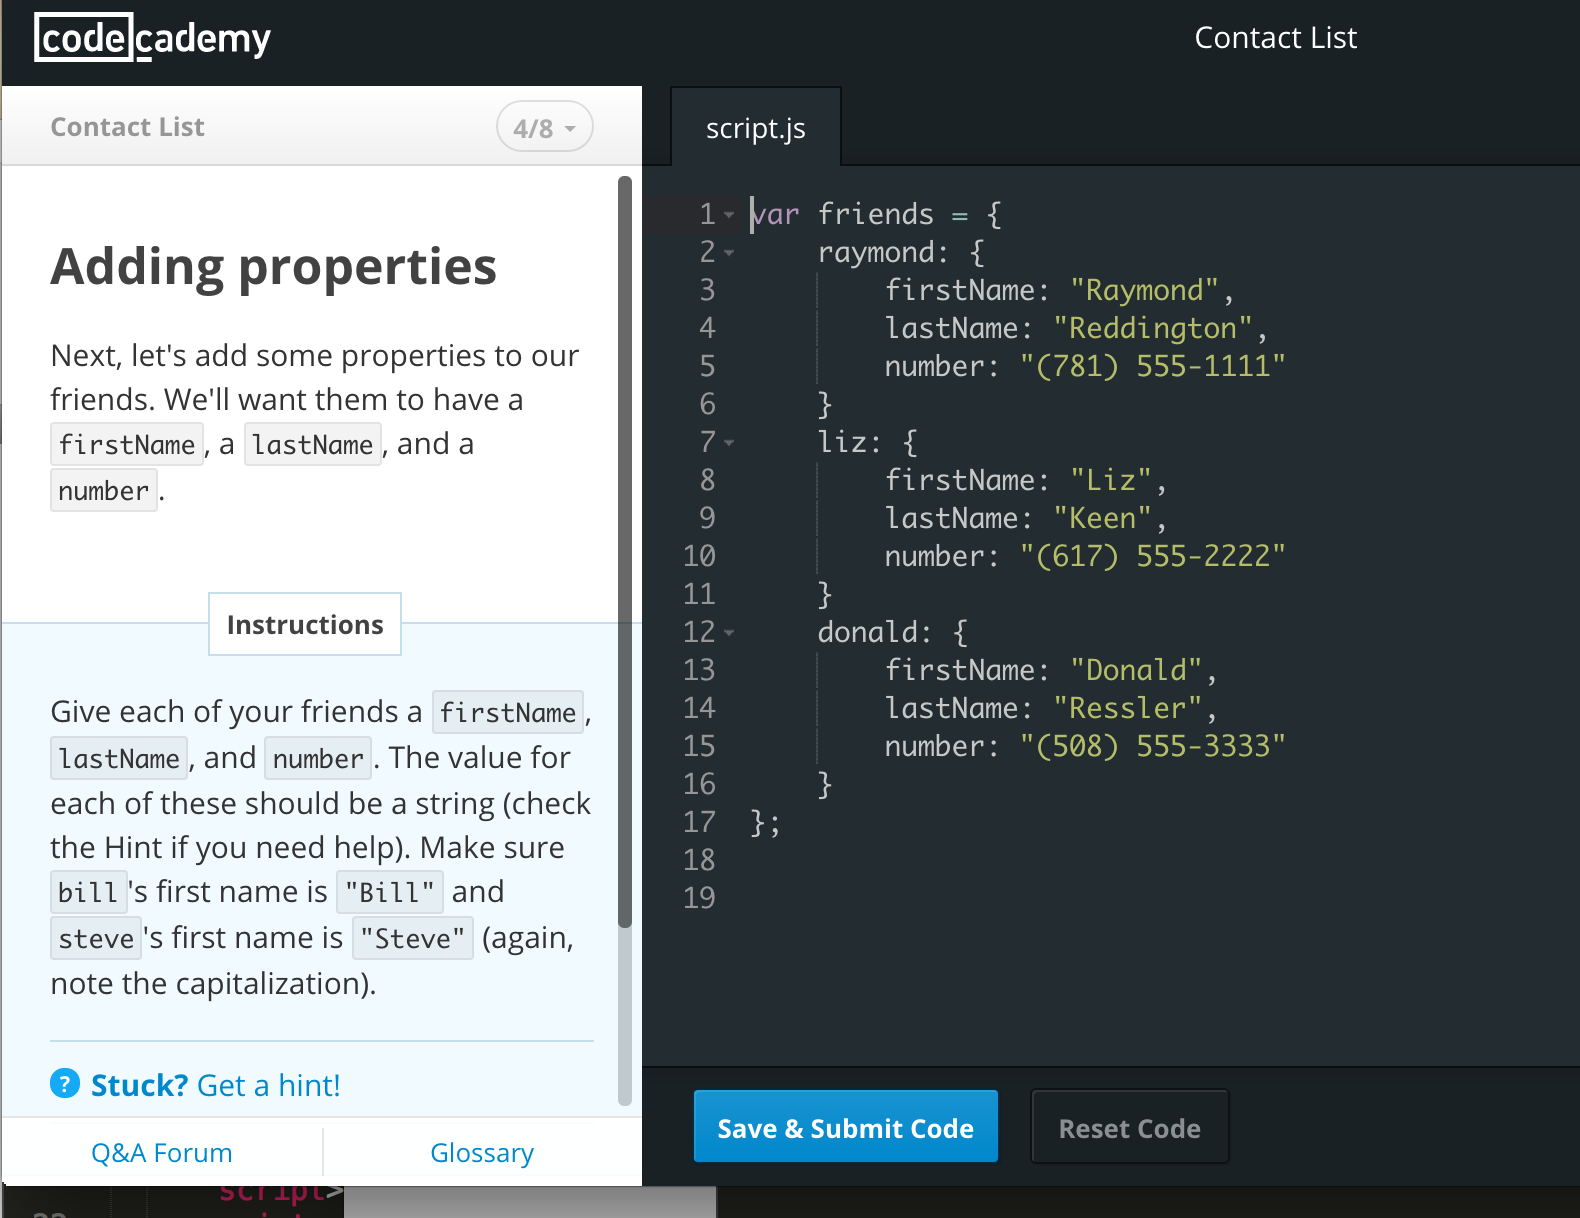 codecademy
Contact List
Contact List
4/8
script.js
Adding properties
Next, let's add some properties to our
friends. We'll want them to have a
firstName, a lastName, and a
number.
Instructions
Give each of your friends a firstName,
lastName, and number. The value for
each of these should be a string (check
the Hint if you need help). Make sure
bill's first name is "Bill" and
steve's first name is "Steve" (again,
note the capitalization).
? Stuck? Get a hint!
Q&A Forum
Glossary
1 var friends = {
2 raymond: {
3 firstName: "Raymond",
4 lastName: "Reddington",
5 number: "(781) 555-1111"
6 }
7 liz: {
8 firstName: "Liz",
9 lastName: "Keen",
10 number: "(617) 555-2222"
11 }
12 donald: {
13 firstName: "Donald",
14 lastName: "Ressler",
15 number: "(508) 555-3333"
16 }
17 };
18
19
Save & Submit Code
Reset Code
script>